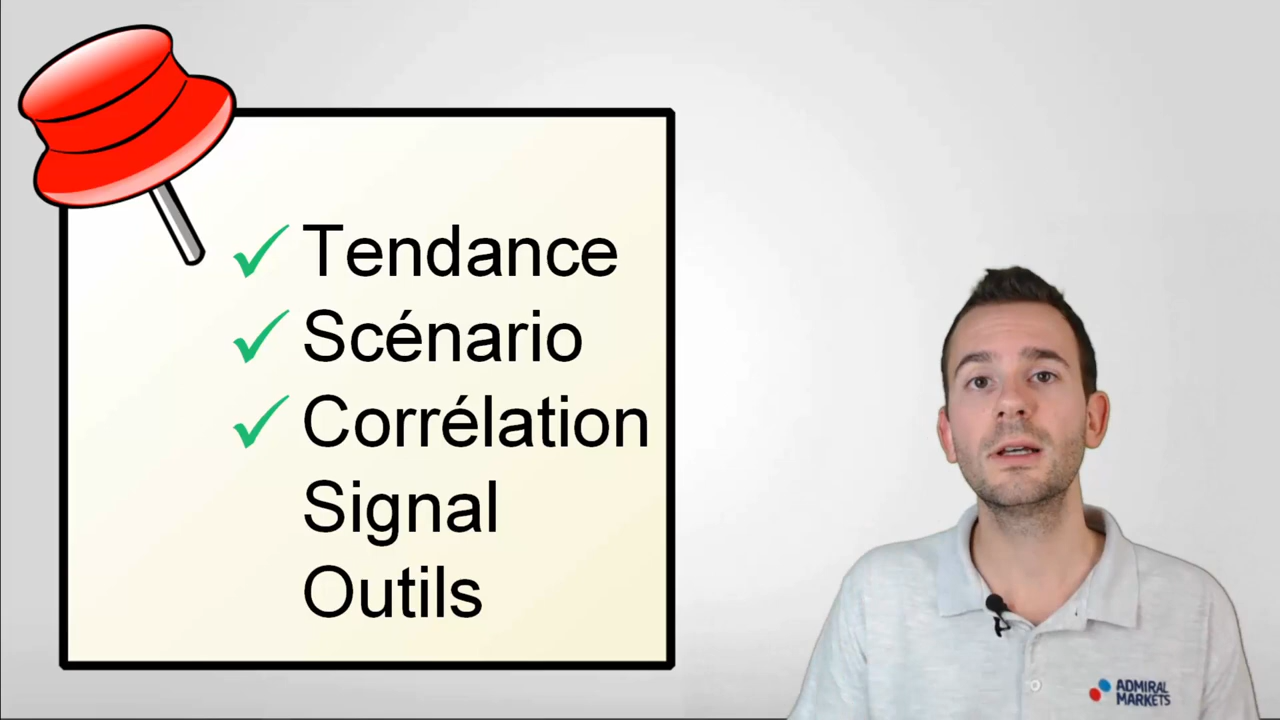 Tendance
Scénario
Corrélation
Signal
Outils
ADMIRAL
MARKETS